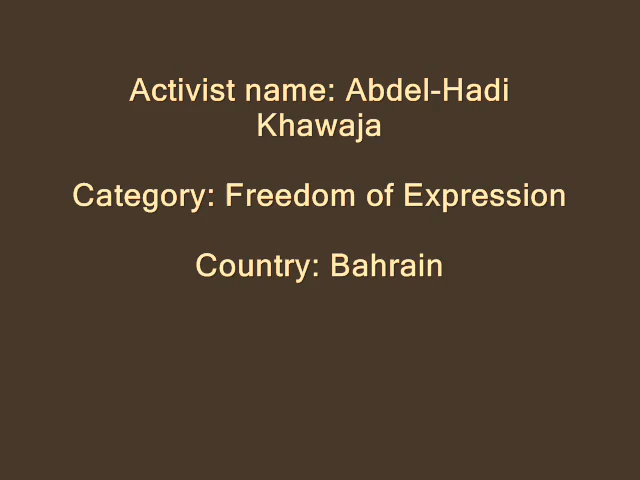 Activist name: Abdel-Hadi
Khawaja
Category: Freedom of Expression
Country: Bahrain